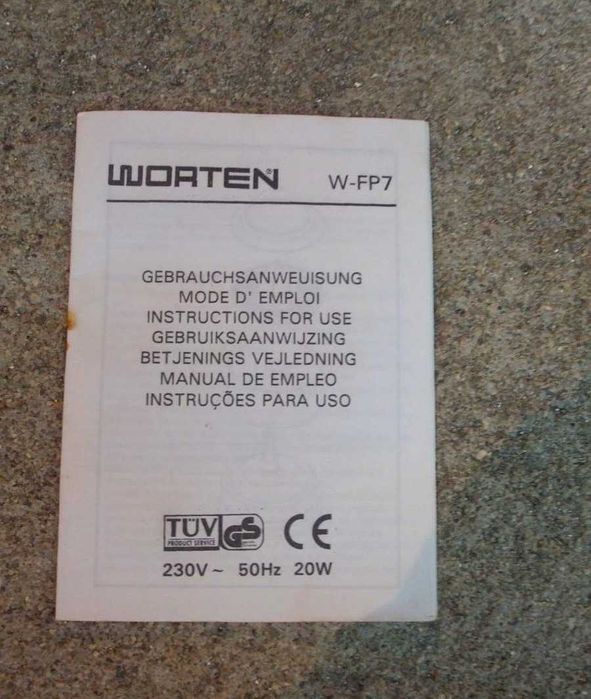 WORTEN® W-FP7
GEBRAUCHSANWEUISUNG
MODE D' EMPLOI
INSTRUCTIONS FOR USE
GEBRUIKSAANWIJZING
BETJENINGS VEJLEDNING
MANUAL DE EMPLEO
INSTRUÇÕES PARA USO
TÜV GS CE
PRODUCT SERVICE
230V ~ 50Hz 20W